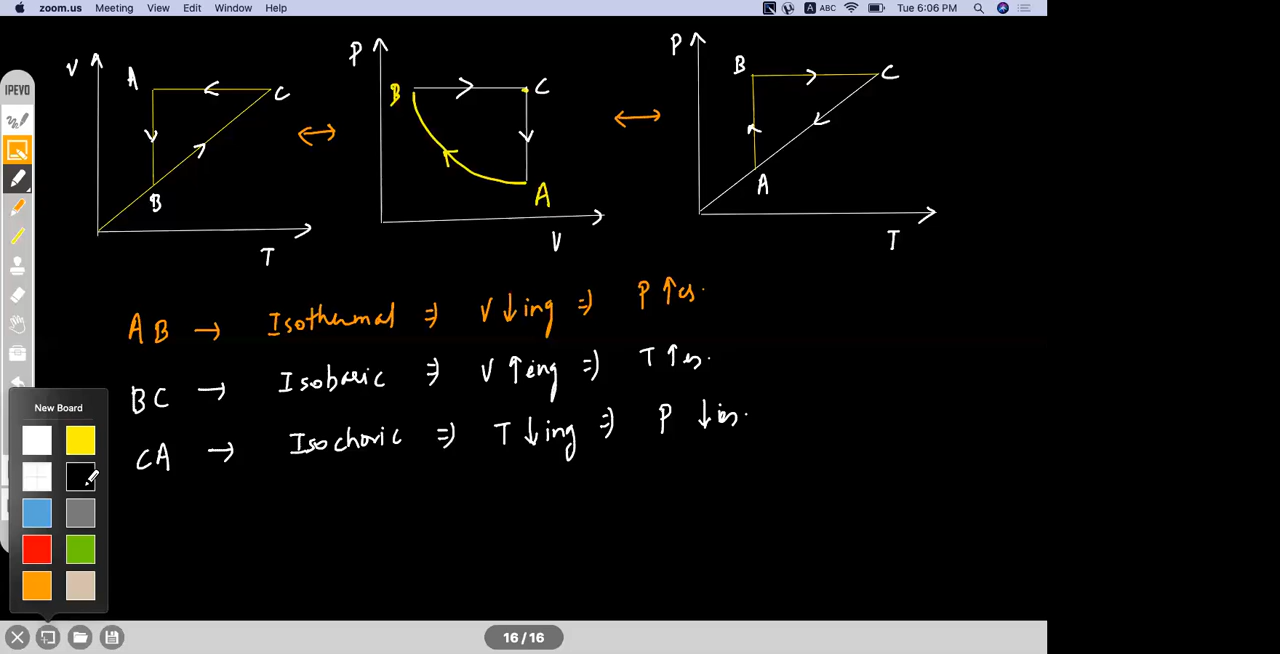 zoom.us Meeting View Edit Window Help
ABC Tue 6:06 PM
IPEVO
V A C B T
P B C A V
P B C A T
AB → Isothermal ⇒ V ↓ing ⇒ P ↑es.
BC → Isobaric ⇒ V ↑ing ⇒ T ↑es.
CA → Isochoric ⇒ T ↓ing ⇒ P ↓es.
New Board
16/16